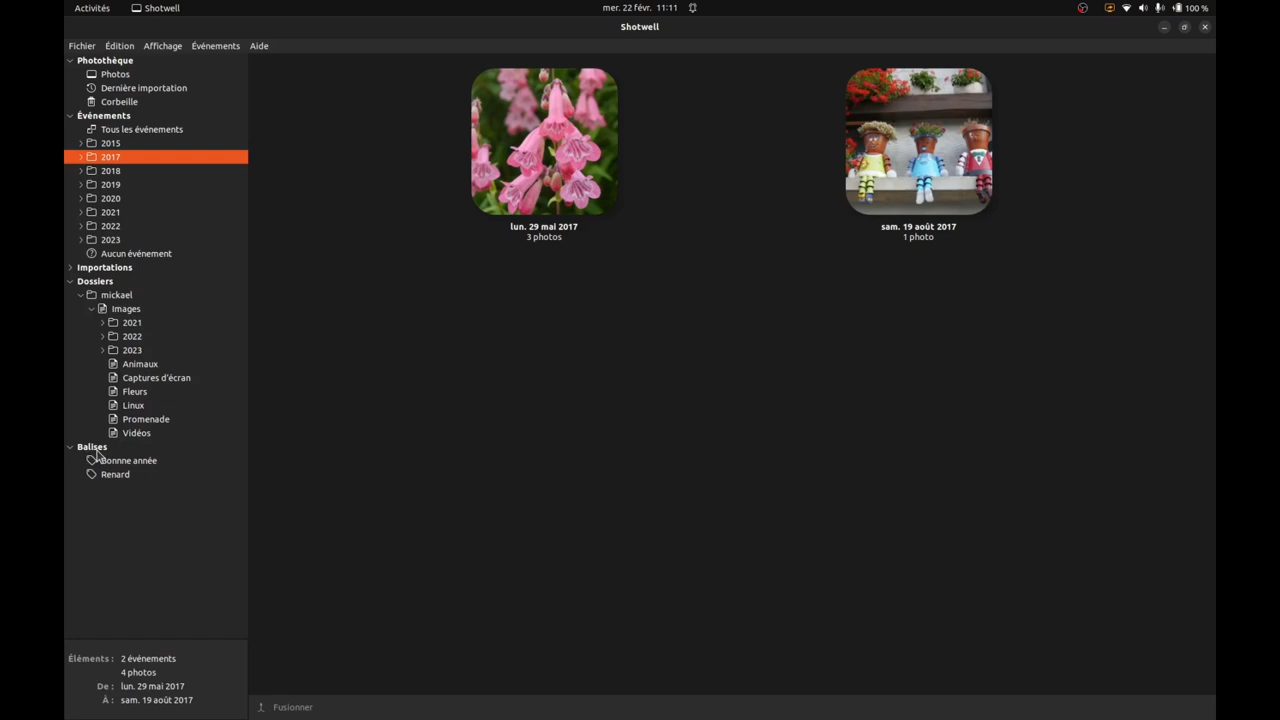 Activités
Shotwell
mer. 22 févr. 11:11
100 %
Shotwell
Fichier
Édition
Affichage
Événements
Aide
Photothèque
Photos
Dernière importation
Corbeille
Événements
Tous les événements
2015
2017
2018
2019
2020
2021
2022
2023
Aucun événement
Importations
Dossiers
mickael
Images
2021
2022
2023
Animaux
Captures d’écran
Fleurs
Linux
Promenade
Vidéos
Balises
Bonnne année
Renard
lun. 29 mai 2017
3 photos
sam. 19 août 2017
1 photo
Éléments : 2 événements
4 photos
De : lun. 29 mai 2017
À : sam. 19 août 2017
Fusionner